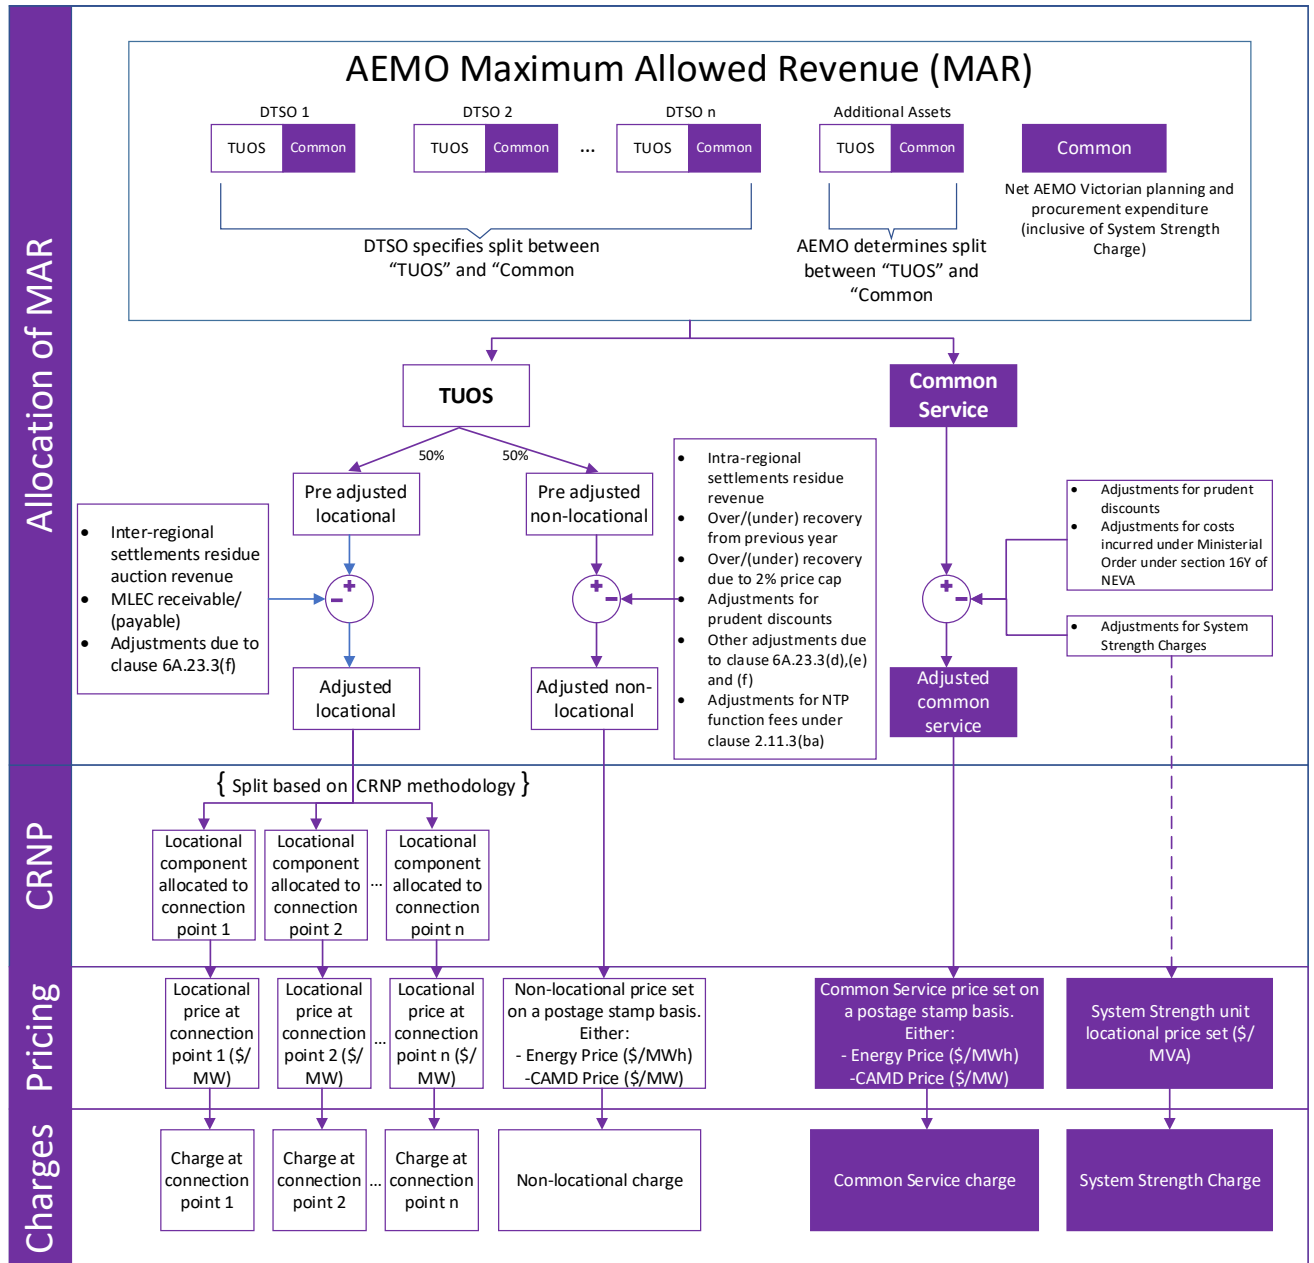 Allocation of MAR
AEMO Maximum Allowed Revenue (MAR)
DTSO 1
TUOS
Common
DTSO 2
TUOS
Common
...
DTSO n
TUOS
Common
Additional Assets
TUOS
Common
Common
Net AEMO Victorian planning and
procurement expenditure
(inclusive of System Strength
Charge)
DTSO specifies split between
“TUOS” and “Common
AEMO determines split
between “TUOS” and
“Common
TUOS
Common
Service
50%
50%
Pre adjusted
locational
Pre adjusted
non-locational
• Inter-regional
settlements residue
auction revenue
• MLEC receivable/
(payable)
• Adjustments due to
clause 6A.23.3(f)
+
-
+
-
• Intra-regional
settlements residue
revenue
• Over/(under) recovery
from previous year
• Over/(under) recovery
due to 2% price cap
• Adjustments for
prudent discounts
• Other adjustments due
to clause 6A.23.3(d),(e)
and (f)
• Adjustments for NTP
function fees under
clause 2.11.3(ba)
+
-
• Adjustments for prudent
discounts
• Adjustments for costs
incurred under Ministerial
Order under section 16Y of
NEVA
• Adjustments for System
Strength Charges
Adjusted
locational
Adjusted non-
locational
Adjusted
common
service
CRNP
{ Split based on CRNP methodology }
Locational
component
allocated to
connection
point 1
Locational
component
allocated to
connection
point 2
...
Locational
component
allocated to
connection
point n
Pricing
Locational
price at
connection
point 1 ($/
MW)
Locational
price at
connection
point 2 ($/
MW)
...
Locational
price at
connection
point n ($/
MW)
Non-locational price set
on a postage stamp basis.
Either:
- Energy Price ($/MWh)
-CAMD Price ($/MW)
Common Service price set on
a postage stamp basis.
Either:
- Energy Price ($/MWh)
-CAMD Price ($/MW)
System Strength unit
locational price set ($/
MVA)
Charges
Charge at
connection
point 1
Charge at
connection
point 2
...
Charge at
connection
point n
Non-locational charge
Common Service charge
System Strength Charge